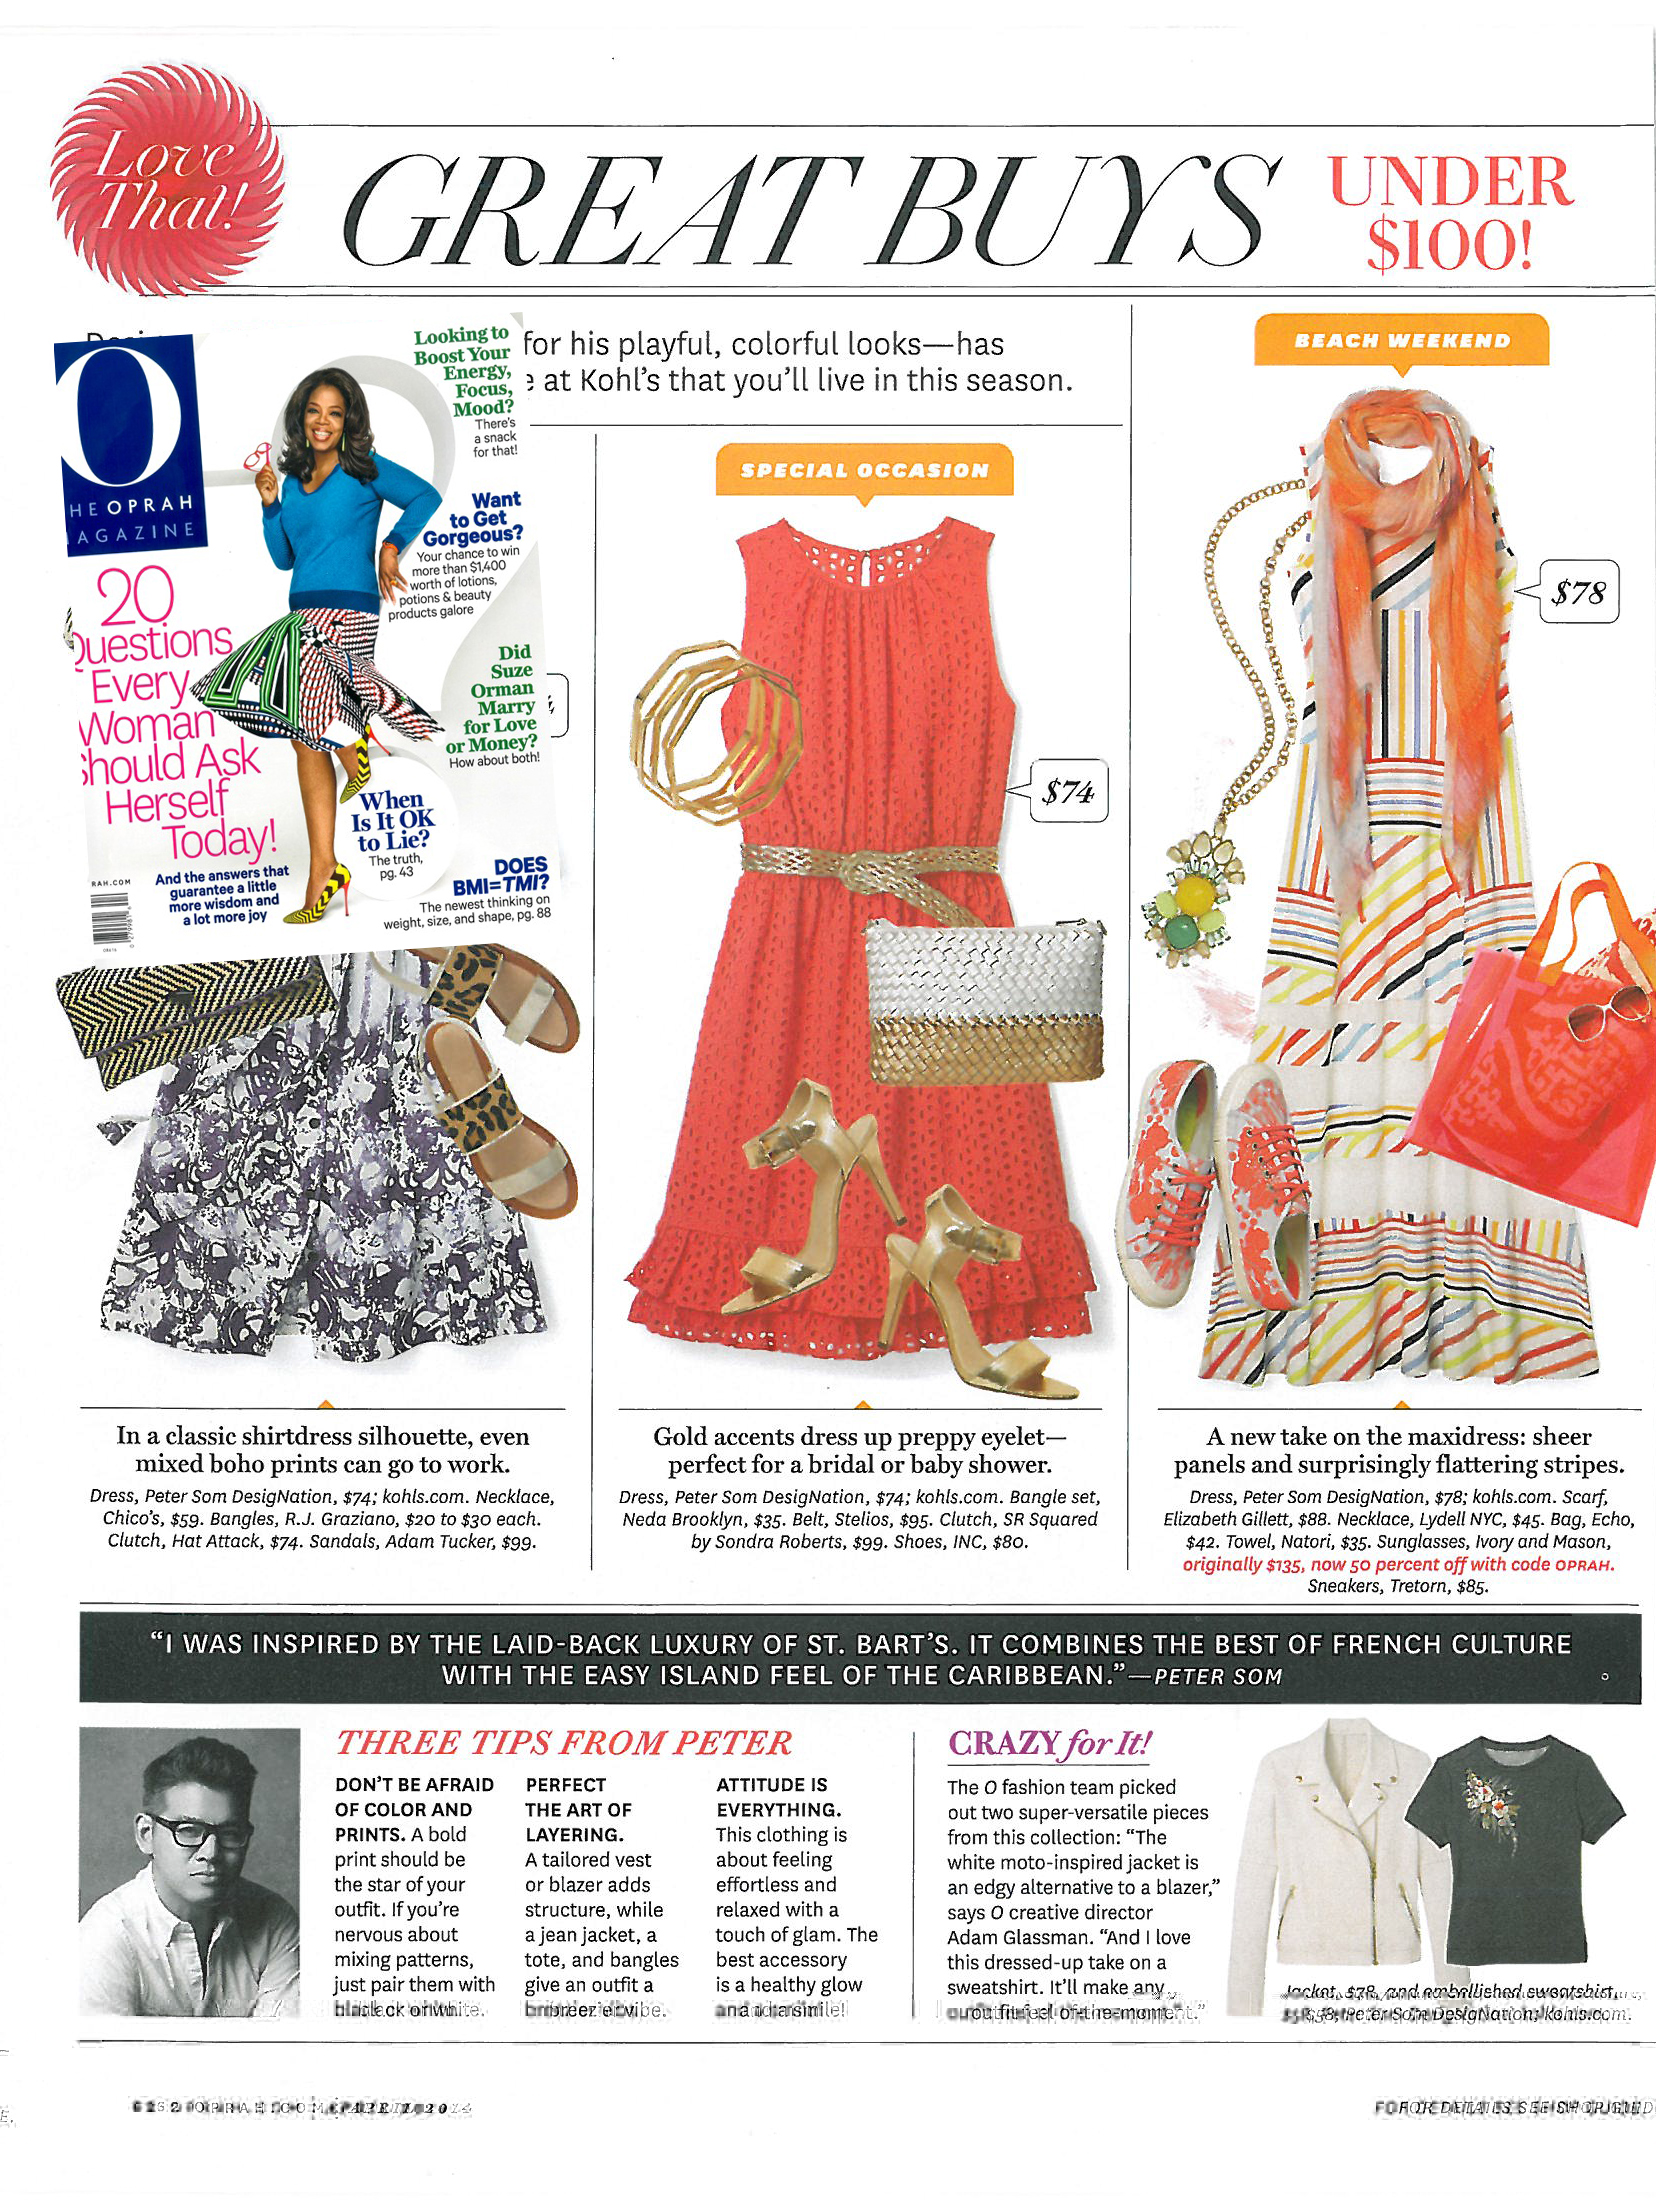 Love
That!
GREAT BUYS
UNDER
$100!
for his playful, colorful looks—has
at Kohl's that you'll live in this season.
O
HE OPRAH
AGAZINE
20
Questions
Every
Woman
Should Ask
Herself
Today!
And the answers that
guarantee a little
more wisdom and
a lot more joy
RAH.COM
Looking to
Boost Your
Energy,
Focus,
Mood?
There's
a snack
for that!
Want
to Get
Gorgeous?
Your chance to win
more than $1,400
worth of lotions,
potions & beauty
products galore
Did
Suze
Orman
Marry
for Love
or Money?
How about both!
When
Is It OK
to Lie?
The truth,
pg. 43
DOES
BMI=TMI?
The newest thinking on
weight, size, and shape, pg. 88
In a classic shirtdress silhouette, even
mixed boho prints can go to work.
Dress, Peter Som DesigNation, $74; kohls.com. Necklace,
Chico's, $59. Bangles, R.J. Graziano, $20 to $30 each.
Clutch, Hat Attack, $74. Sandals, Adam Tucker, $99.
SPECIAL OCCASION
$74
Gold accents dress up preppy eyelet—
perfect for a bridal or baby shower.
Dress, Peter Som DesigNation, $74; kohls.com. Bangle set,
Neda Brooklyn, $35. Belt, Stelios, $95. Clutch, SR Squared
by Sondra Roberts, $99. Shoes, INC, $80.
BEACH WEEKEND
$78
A new take on the maxidress: sheer
panels and surprisingly flattering stripes.
Dress, Peter Som DesigNation, $78; kohls.com. Scarf,
Elizabeth Gillett, $88. Necklace, Lydell NYC, $45. Bag, Echo,
$42. Towel, Natori, $35. Sunglasses, Ivory and Mason,
originally $135, now 50 percent off with code OPRAH.
Sneakers, Tretorn, $85.
“I WAS INSPIRED BY THE LAID-BACK LUXURY OF ST. BART'S. IT COMBINES THE BEST OF FRENCH CULTURE
WITH THE EASY ISLAND FEEL OF THE CARIBBEAN.”—PETER SOM
THREE TIPS FROM PETER
DON'T BE AFRAID
OF COLOR AND
PRINTS. A bold
print should be
the star of your
outfit. If you're
nervous about
mixing patterns,
just pair them with
black or white.
PERFECT
THE ART OF
LAYERING.
A tailored vest
or blazer adds
structure, while
a jean jacket, a
tote, and bangles
give an outfit a
vibe.
ATTITUDE IS
EVERYTHING.
This clothing is
about feeling
effortless and
relaxed with a
touch of glam. The
best accessory
is a healthy glow
and a smile!
CRAZY for It!
The O fashion team picked
out two super-versatile pieces
from this collection: “The
white moto-inspired jacket is
an edgy alternative to a blazer,”
says O creative director
Adam Glassman. “And I love
this dressed-up take on a
sweatshirt. It'll make any
outfit feel of-the-moment.”
Jacket, $78, and embellished sweatshirt,
Peter Som DesigNation; kohls.com.